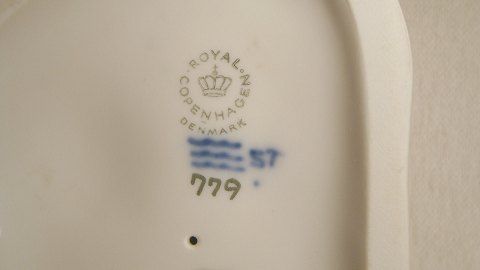 ROYAL
COPENHAGEN
DENMARK
57
779